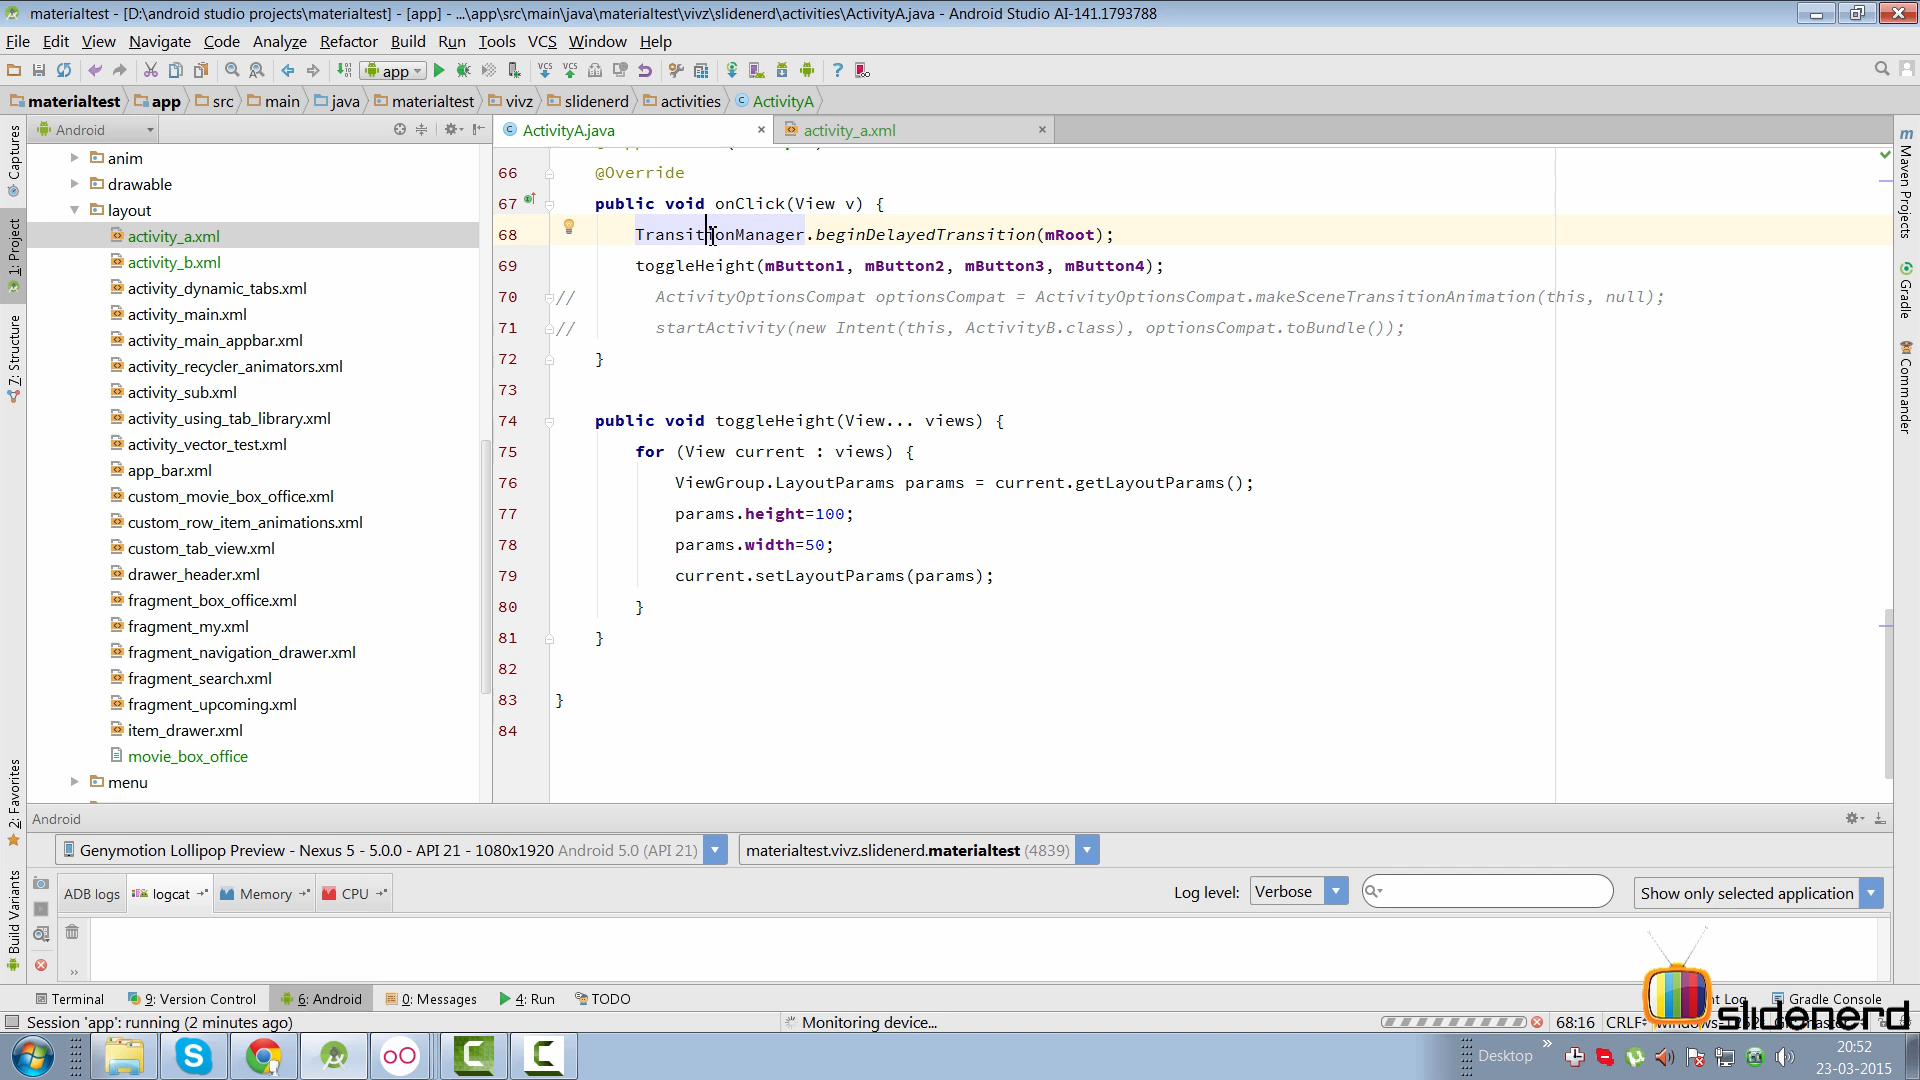 materialtest - [D:\android studio projects\materialtest] - [app] - ...\app\src\main\java\materialtest\vivz\slidenerd\activities\ActivityA.java - Android Studio AI-141.1793788
File Edit View Navigate Code Analyze Refactor Build Run Tools VCS Window Help
app
materialtest app src main java materialtest vivz slidenerd activities ActivityA
Android
ActivityA.java
activity_a.xml
Captures
1: Project
7: Structure
2: Favorites
Build Variants
anim
drawable
layout
activity_a.xml
activity_b.xml
activity_dynamic_tabs.xml
activity_main.xml
activity_main_appbar.xml
activity_recycler_animators.xml
activity_sub.xml
activity_using_tab_library.xml
activity_vector_test.xml
app_bar.xml
custom_movie_box_office.xml
custom_row_item_animations.xml
custom_tab_view.xml
drawer_header.xml
fragment_box_office.xml
fragment_my.xml
fragment_navigation_drawer.xml
fragment_search.xml
fragment_upcoming.xml
item_drawer.xml
movie_box_office
menu
66 @Override
67 public void onClick(View v) {
68 TransitionManager.beginDelayedTransition(mRoot);
69 toggleHeight(mButton1, mButton2, mButton3, mButton4);
70 // ActivityOptionsCompat optionsCompat = ActivityOptionsCompat.makeSceneTransitionAnimation(this, null);
71 // startActivity(new Intent(this, ActivityB.class), optionsCompat.toBundle());
72 }
73
74 public void toggleHeight(View... views) {
75 for (View current : views) {
76 ViewGroup.LayoutParams params = current.getLayoutParams();
77 params.height=100;
78 params.width=50;
79 current.setLayoutParams(params);
80 }
81 }
82
83 }
84
Maven Projects
Gradle
Commander
Android
Genymotion Lollipop Preview - Nexus 5 - 5.0.0 - API 21 - 1080x1920 Android 5.0 (API 21)
materialtest.vivz.slidenerd.materialtest (4839)
ADB logs logcat Memory CPU
Log level: Verbose
Show only selected application
Terminal 9: Version Control 6: Android 0: Messages 4: Run TODO
Gradle Console
Session 'app': running (2 minutes ago)
Monitoring device...
68:16 CRLF
slidenerd
Desktop
20:52
23-03-2015